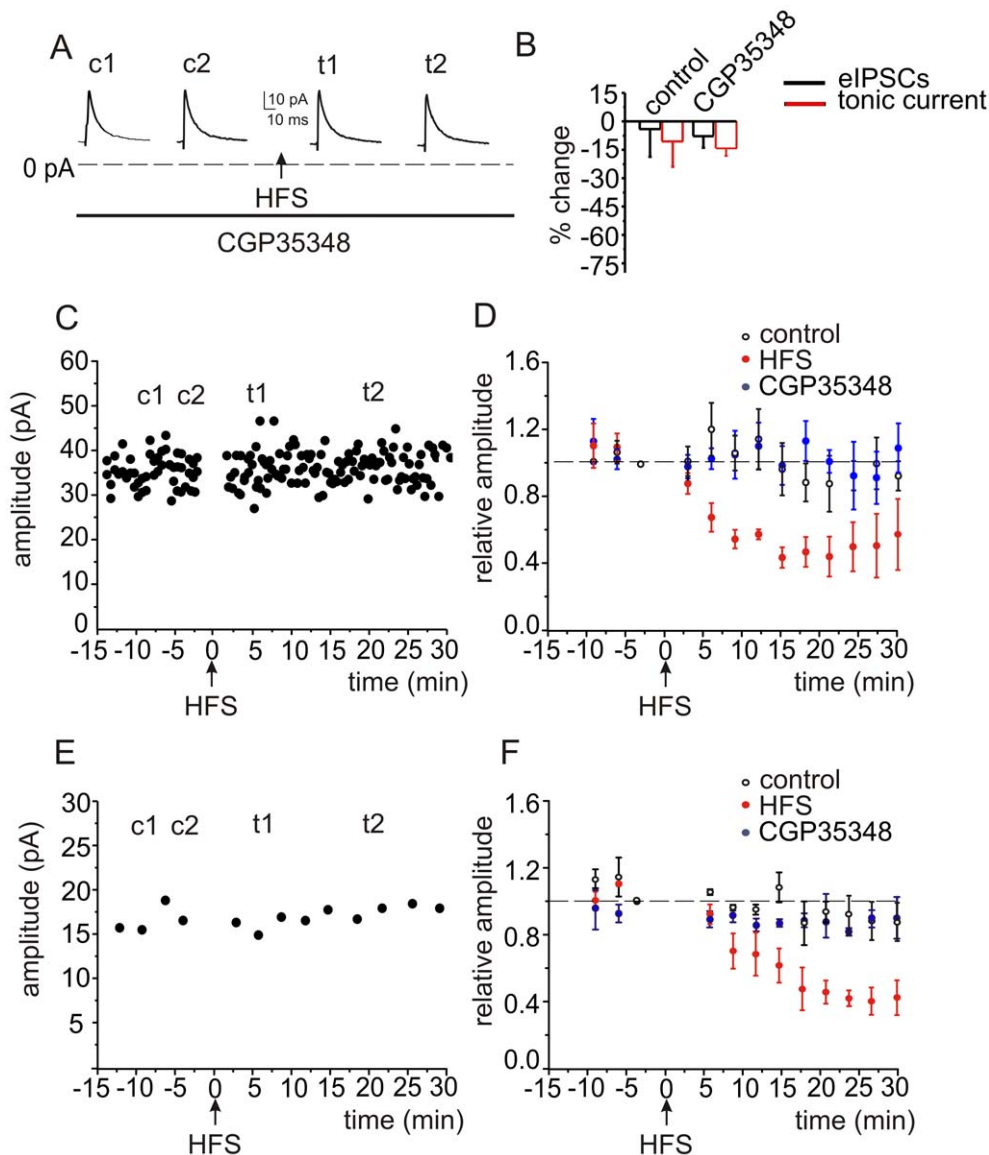 A
c1 c2 t1 t2
10 pA
10 ms
0 pA
HFS
CGP35348
B
control CGP35348
eIPSCs
tonic current
% change
15
0
-15
-30
-45
-60
-75
C
amplitude (pA)
60
50
40
30
20
10
0
c1 c2 t1 t2
-15 -10 -5 0 5 10 15 20 25 30
time (min)
HFS
D
control
HFS
CGP35348
relative amplitude
1.6
1.2
0.8
0.4
0.0
-15 -10 -5 0 5 10 15 20 25 30
time (min)
HFS
E
amplitude (pA)
30
25
20
15
10
5
c1 c2 t1 t2
-15 -10 -5 0 5 10 15 20 25 30
time (min)
HFS
F
control
HFS
CGP35348
relative amplitude
1.6
1.2
0.8
0.4
0.0
-15 -10 -5 0 5 10 15 20 25 30
time (min)
HFS